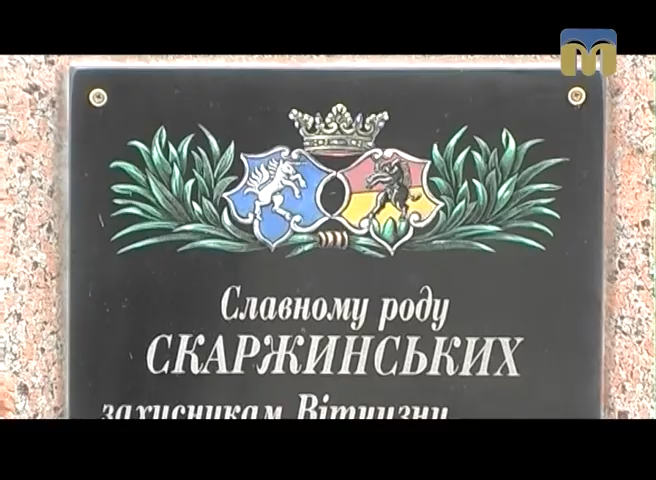 Славному роду
СКАРЖИНСЬКИХ
захисникам Вітчизни